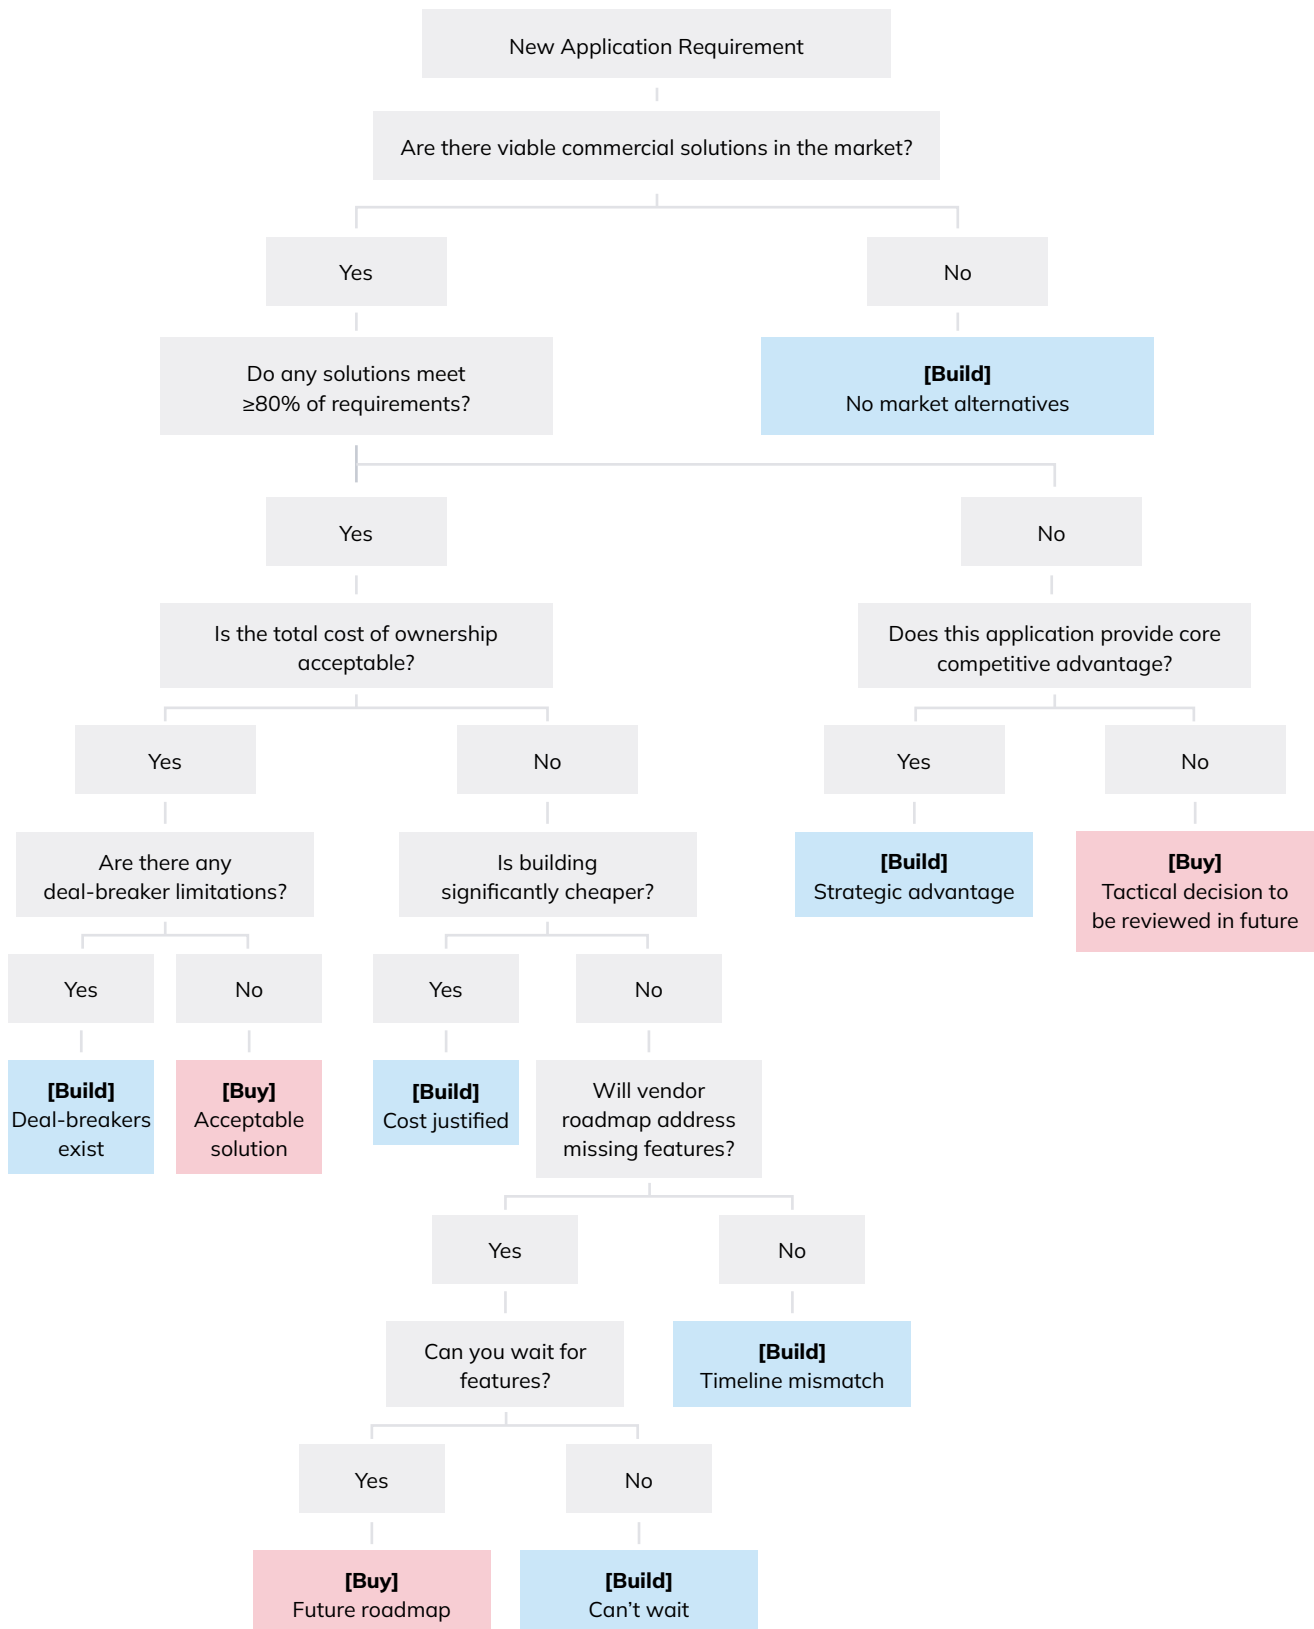 New Application Requirement
Are there viable commercial solutions in the market?
Yes
No
Do any solutions meet
≥80% of requirements?
[Build]
No market alternatives
Yes
No
Is the total cost of ownership
acceptable?
Does this application provide core
competitive advantage?
Yes
No
Yes
No
Are there any
deal-breaker limitations?
Is building
significantly cheaper?
[Build]
Strategic advantage
[Buy]
Tactical decision to
be reviewed in future
Yes
No
Yes
No
[Build]
Deal-breakers
exist
[Buy]
Acceptable
solution
[Build]
Cost justified
Will vendor
roadmap address
missing features?
Yes
No
Can you wait for
features?
[Build]
Timeline mismatch
Yes
No
[Buy]
Future roadmap
[Build]
Can’t wait